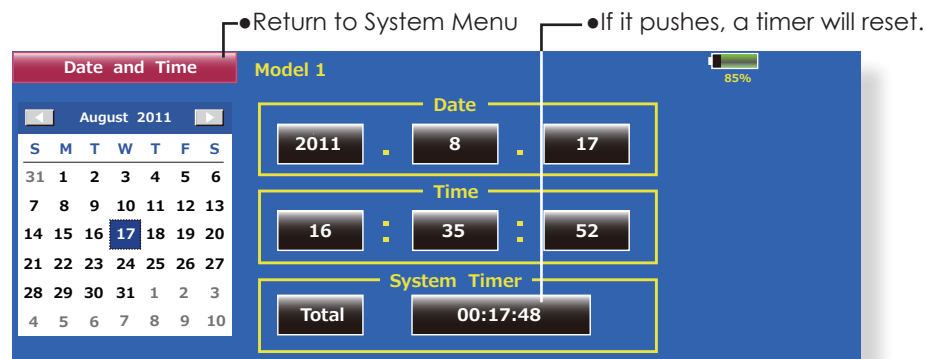 ●Return to System Menu ●If it pushes, a timer will reset.
Date and Time Model 1 85%
August 2011
S M T W T F S
31 1 2 3 4 5 6
7 8 9 10 11 12 13
14 15 16 17 18 19 20
21 22 23 24 25 26 27
28 29 30 31 1 2 3
4 5 6 7 8 9 10
Date
2011 . 8 . 17
Time
16 : 35 : 52
System Timer
Total 00:17:48